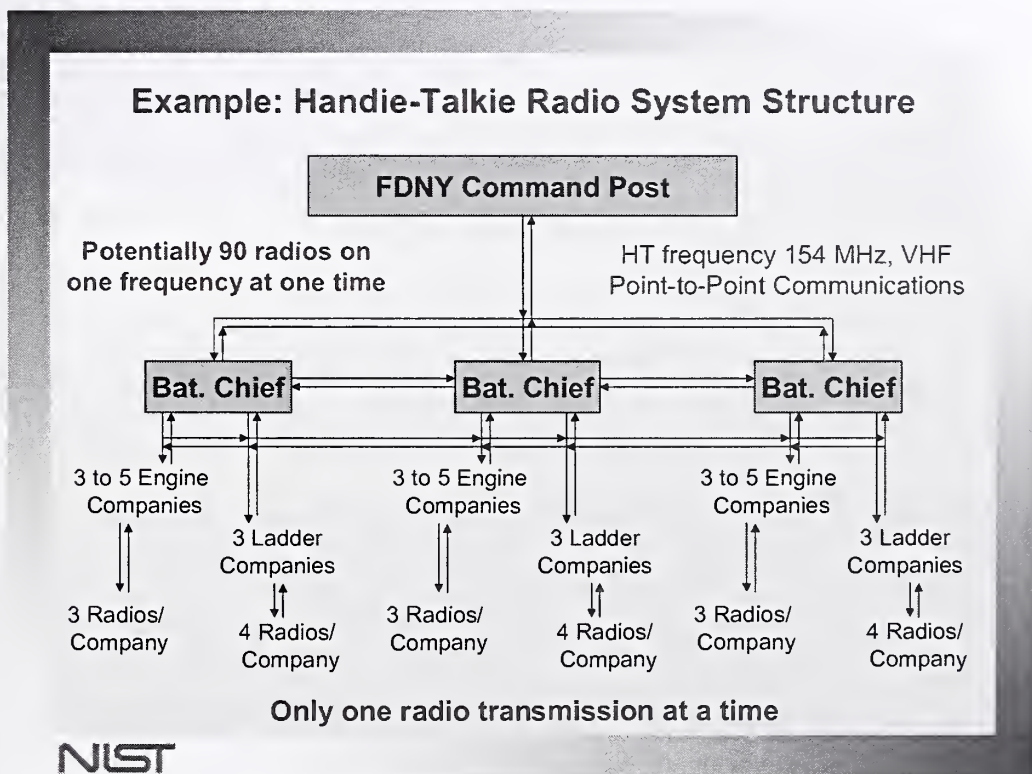 Example: Handie-Talkie Radio System Structure
FDNY Command Post
Potentially 90 radios on
one frequency at one time
HT frequency 154 MHz, VHF
Point-to-Point Communications
Bat. Chief
Bat. Chief
Bat. Chief
3 to 5 Engine
Companies
3 Ladder
Companies
3 Radios/
Company
4 Radios/
Company
3 to 5 Engine
Companies
3 Ladder
Companies
3 Radios/
Company
4 Radios/
Company
3 to 5 Engine
Companies
3 Ladder
Companies
3 Radios/
Company
4 Radios/
Company
Only one radio transmission at a time
NIST